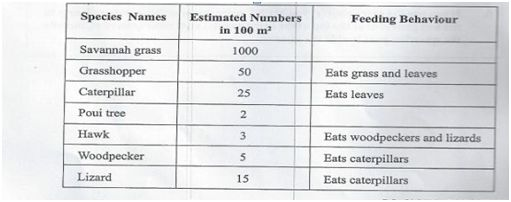 Species Names Estimated Numbers in 100 m² Feeding Behaviour
Savannah grass 1000
Grasshopper 50 Eats grass and leaves
Caterpillar 25 Eats leaves
Poui tree 2
Hawk 3 Eats woodpeckers and lizards
Woodpecker 5 Eats caterpillars
Lizard 15 Eats caterpillars